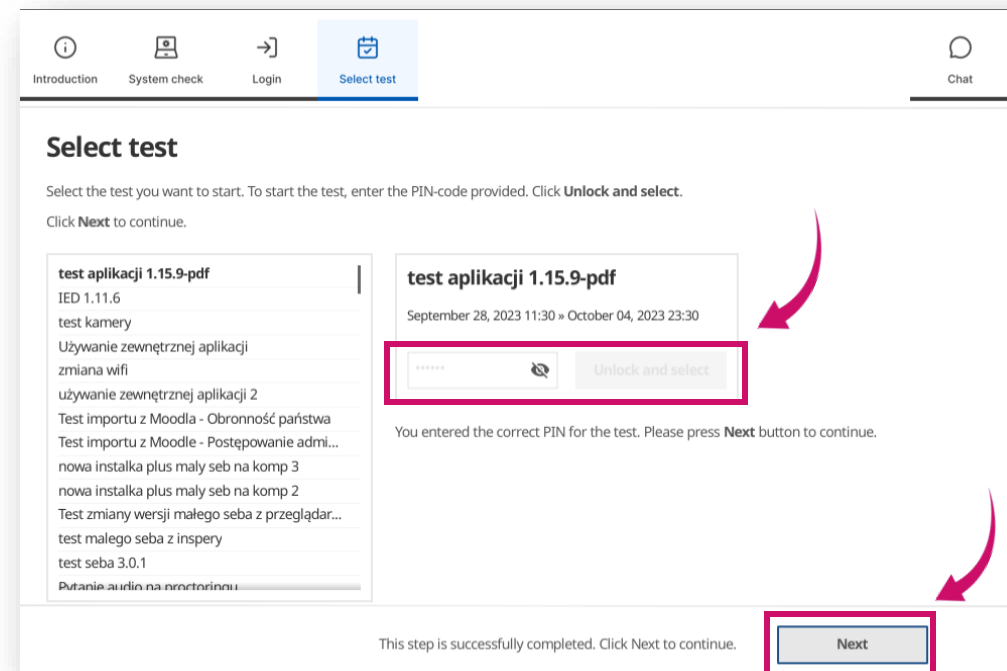 Introduction
System check
Login
Select test
Chat
Select test
Select the test you want to start. To start the test, enter the PIN-code provided. Click Unlock and select.
Click Next to continue.
test aplikacji 1.15.9-pdf
IED 1.11.6
test kamery
Używanie zewnętrznej aplikacji
zmiana wifi
używanie zewnętrznej aplikacji 2
Test importu z Moodla - Obronność państwa
Test importu z Moodle - Postępowanie admi...
nowa instalka plus maly seb na komp 3
nowa instalka plus maly seb na komp 2
Test zmiany wersji małego seba z przeglądar...
test malego seba z inspery
test seba 3.0.1
Pytanie audio na proctoringu
test aplikacji 1.15.9-pdf
September 28, 2023 11:30 » October 04, 2023 23:30
······
Unlock and select
You entered the correct PIN for the test. Please press Next button to continue.
This step is successfully completed. Click Next to continue.
Next